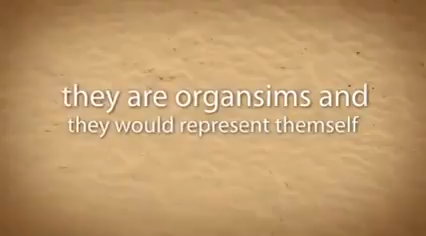 they are organsims and
they would represent themself